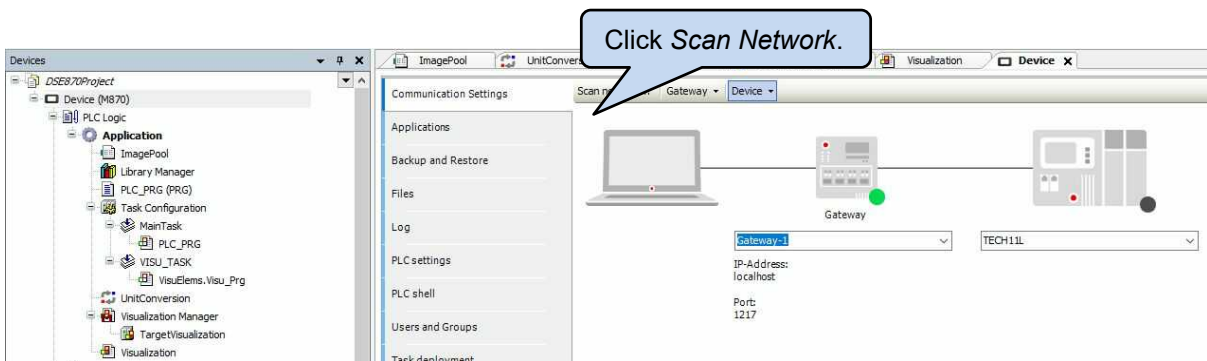 Click Scan Network.
Devices
DSE870Project
Device (M870)
PLC Logic
Application
ImagePool
Library Manager
PLC_PRG (PRG)
Task Configuration
MainTask
PLC_PRG
VISU_TASK
VisuElems.Visu_Prg
UnitConversion
Visualization Manager
TargetVisualization
Visualization
ImagePool
Visualization
Device
Communication Settings
Applications
Backup and Restore
Files
Log
PLC settings
PLC shell
Users and Groups
Task deployment
Gateway
Device
Gateway
Gateway-1
TECH11L
IP-Address:
localhost
Port:
1217